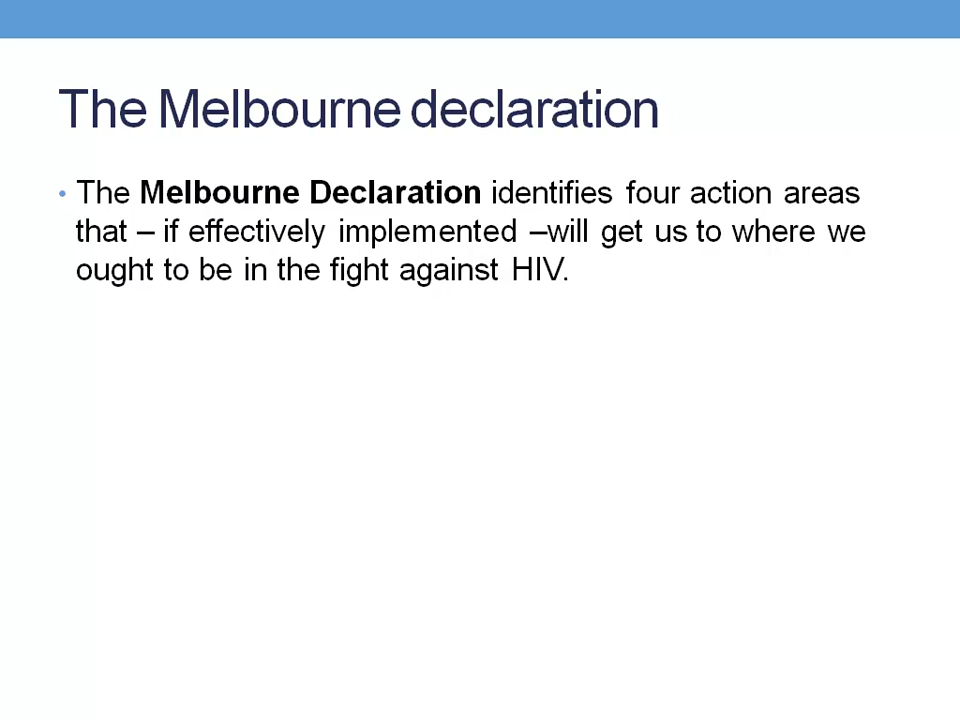 The Melbourne declaration
• The Melbourne Declaration identifies four action areas
that – if effectively implemented –will get us to where we
ought to be in the fight against HIV.